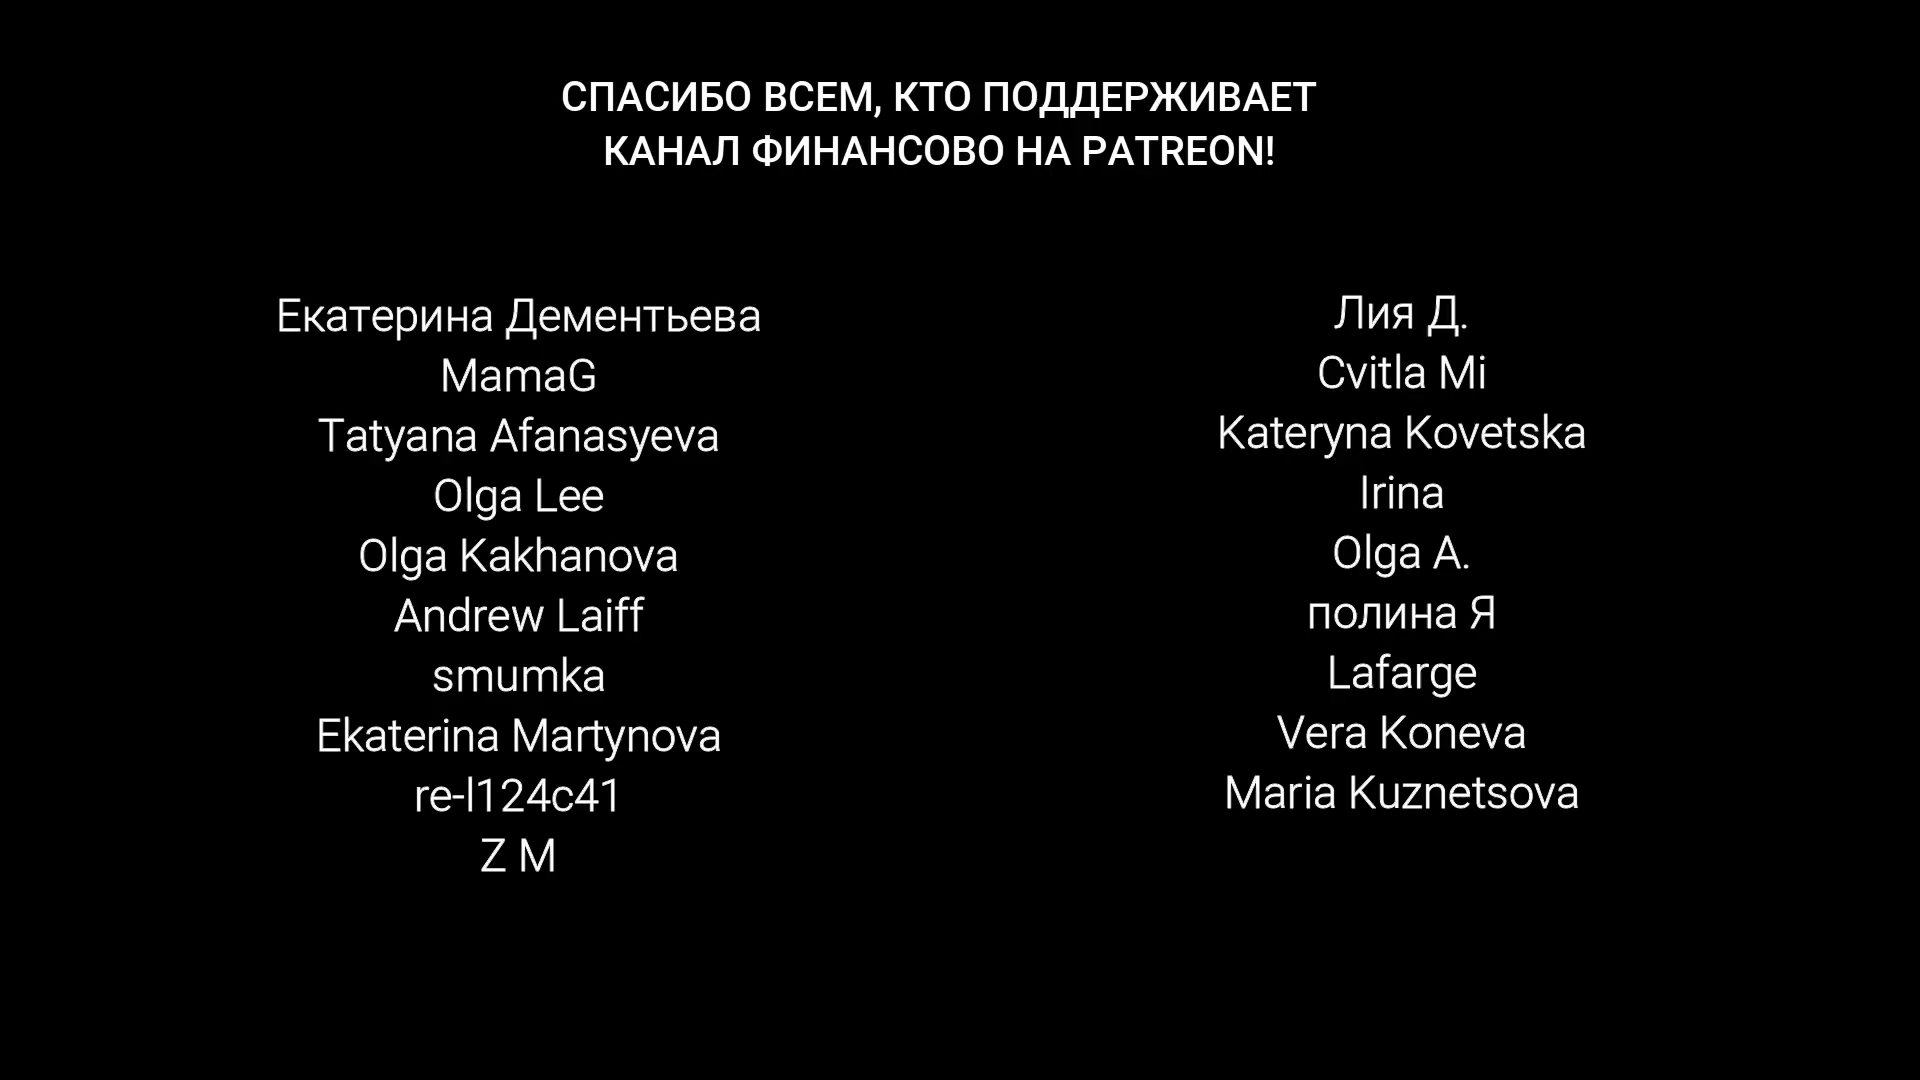 СПАСИБО ВСЕМ, КТО ПОДДЕРЖИВАЕТ
КАНАЛ ФИНАНСОВО НА PATREON!
Екатерина Дементьева
MamaG
Tatyana Afanasyeva
Olga Lee
Olga Kakhanova
Andrew Laiff
smumka
Ekaterina Martynova
re-l124c41
Z M
Лия Д.
Cvitla Mi
Kateryna Kovetska
Irina
Olga A.
полина Я
Lafarge
Vera Koneva
Maria Kuznetsova